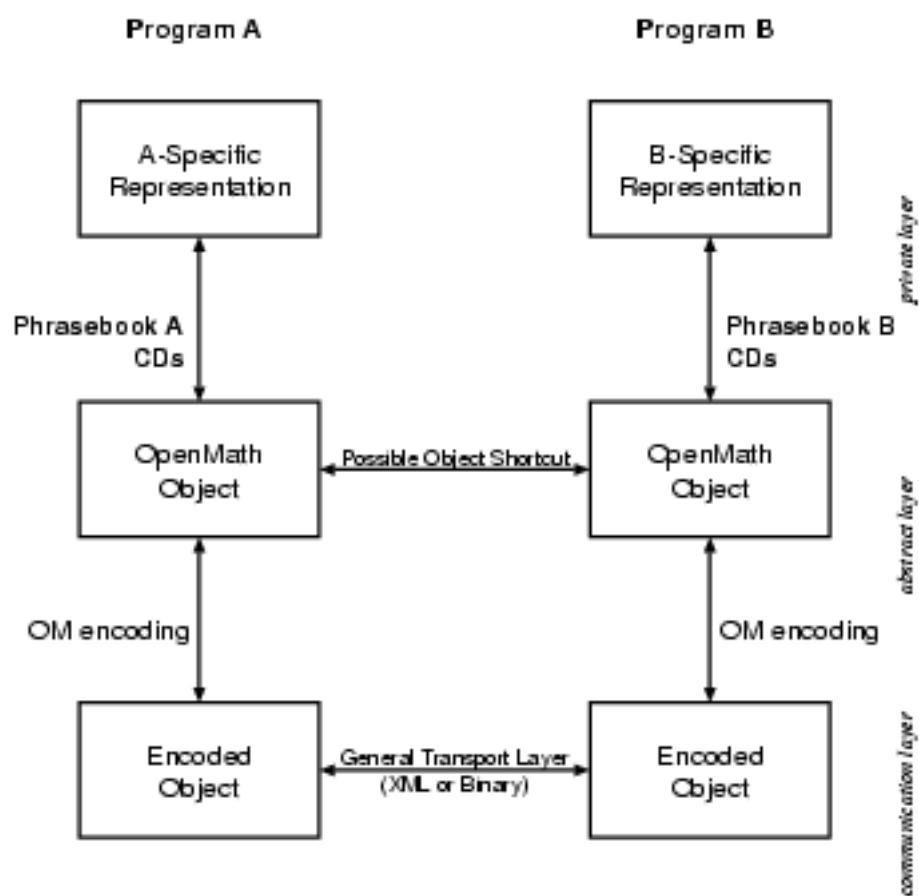 Program A
Program B
A-Specific
Representation
B-Specific
Representation
private layer
Phrasebook A
CDs
Phrasebook B
CDs
OpenMath
Object
Possible Object Shortcut
OpenMath
Object
abstract layer
OM encoding
OM encoding
Encoded
Object
General Transport Layer
(XML or Binary)
Encoded
Object
communication layer